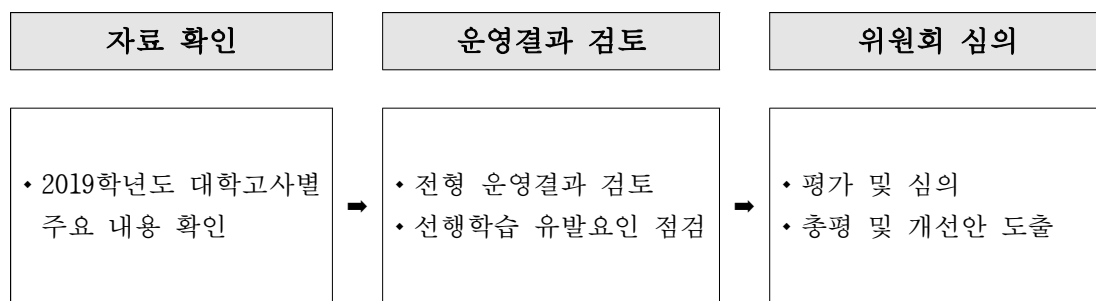 자료 확인
운영결과 검토
위원회 심의
• 2019학년도 대학고사별
주요 내용 확인
➡
• 전형 운영결과 검토
• 선행학습 유발요인 점검
➡
• 평가 및 심의
• 총평 및 개선안 도출